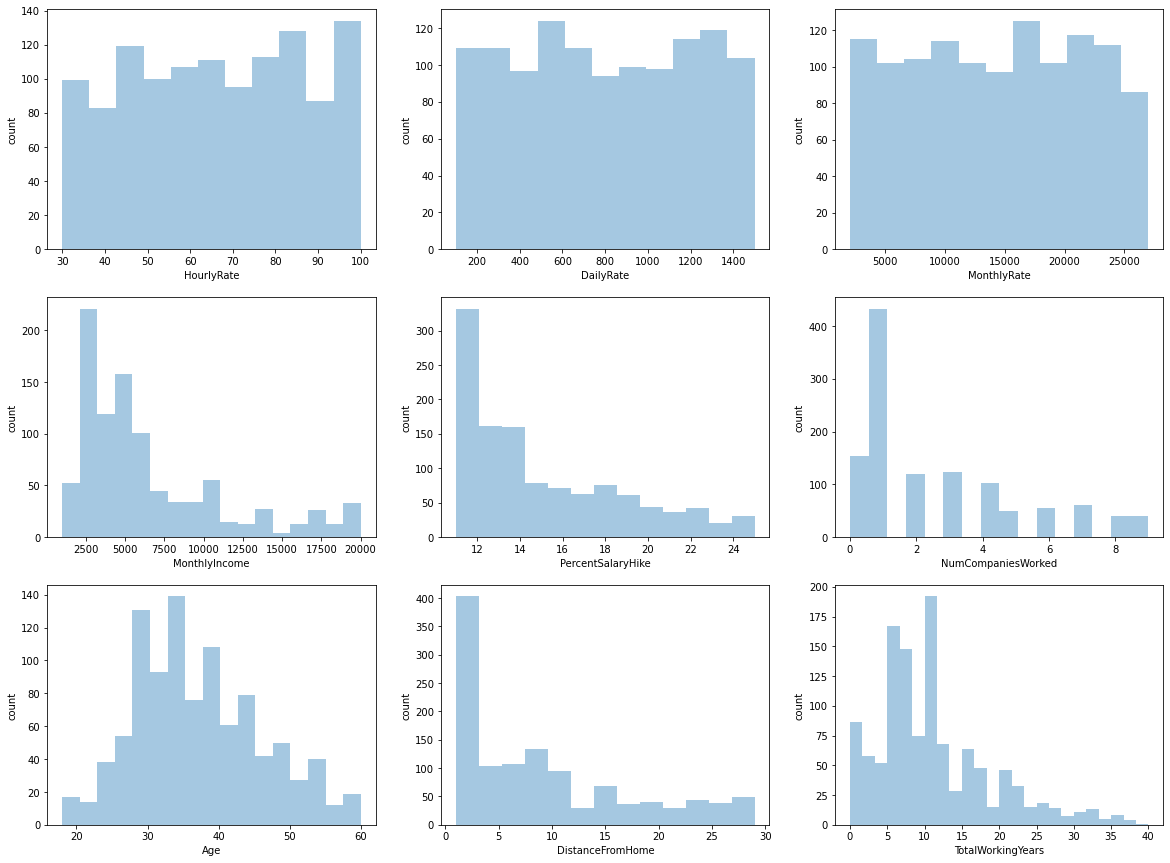 140
120
100
80
60
40
20
0
count
30 40 50 60 70 80 90 100
HourlyRate
120
100
80
60
40
20
0
count
200 400 600 800 1000 1200 1400
DailyRate
120
100
80
60
40
20
0
count
5000 10000 15000 20000 25000
MonthlyRate
200
150
100
50
0
count
2500 5000 7500 10000 12500 15000 17500 20000
MonthlyIncome
300
250
200
150
100
50
0
count
12 14 16 18 20 22 24
PercentSalaryHike
400
300
200
100
0
count
0 2 4 6 8
NumCompaniesWorked
140
120
100
80
60
40
20
0
count
20 30 40 50 60
Age
400
350
300
250
200
150
100
50
0
count
0 5 10 15 20 25 30
DistanceFromHome
200
175
150
125
100
75
50
25
0
count
0 5 10 15 20 25 30 35 40
TotalWorkingYears